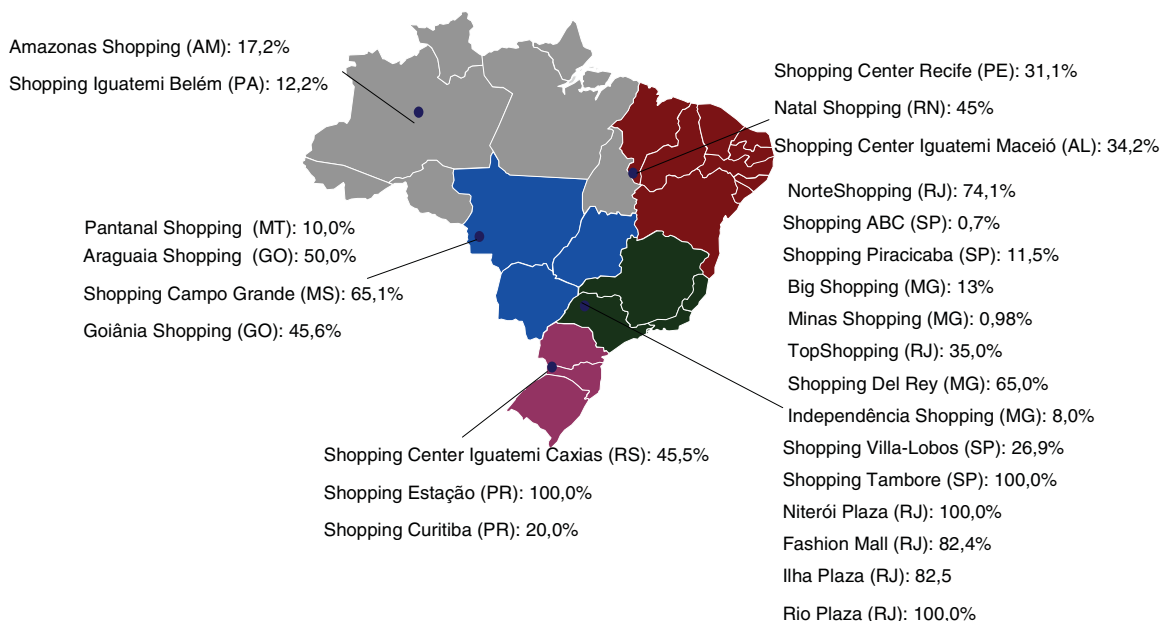 Amazonas Shopping (AM): 17,2%
Shopping Iguatemi Belém (PA): 12,2%
Shopping Center Recife (PE): 31,1%
Natal Shopping (RN): 45%
Shopping Center Iguatemi Maceió (AL): 34,2%
NorteShopping (RJ): 74,1%
Shopping ABC (SP): 0,7%
Shopping Piracicaba (SP): 11,5%
Big Shopping (MG): 13%
Minas Shopping (MG): 0,98%
TopShopping (RJ): 35,0%
Shopping Del Rey (MG): 65,0%
Independência Shopping (MG): 8,0%
Shopping Villa-Lobos (SP): 26,9%
Shopping Tambore (SP): 100,0%
Niterói Plaza (RJ): 100,0%
Fashion Mall (RJ): 82,4%
Ilha Plaza (RJ): 82,5
Rio Plaza (RJ): 100,0%
Pantanal Shopping (MT): 10,0%
Araguaia Shopping (GO): 50,0%
Shopping Campo Grande (MS): 65,1%
Goiânia Shopping (GO): 45,6%
Shopping Center Iguatemi Caxias (RS): 45,5%
Shopping Estação (PR): 100,0%
Shopping Curitiba (PR): 20,0%